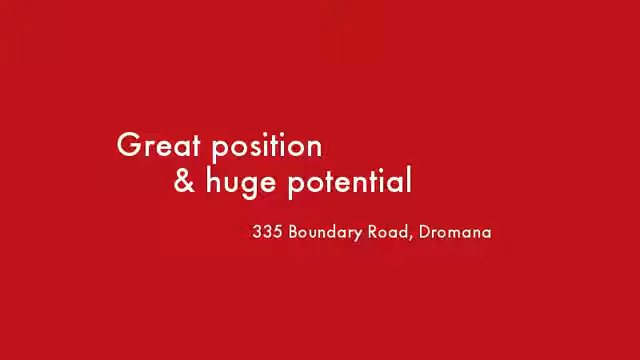 Great position
& huge potential
335 Boundary Road, Dromana